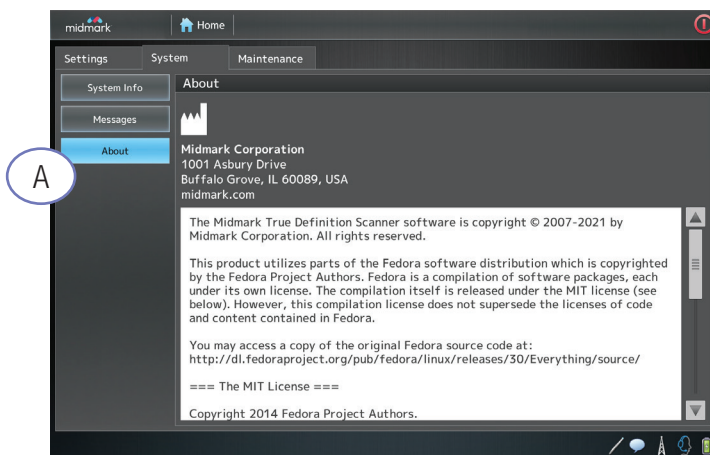 midmark
Home
Settings
System
Maintenance
System Info
Messages
About
A
About
Midmark Corporation
1001 Asbury Drive
Buffalo Grove, IL 60089, USA
midmark.com
The Midmark True Definition Scanner software is copyright © 2007-2021 by
Midmark Corporation. All rights reserved.
This product utilizes parts of the Fedora software distribution which is copyrighted
by the Fedora Project Authors. Fedora is a compilation of software packages, each
under its own license. The compilation itself is released under the MIT license (see
below). However, this compilation license does not supersede the licenses of code
and content contained in Fedora.
You may access a copy of the original Fedora source code at:
http://dl.fedoraproject.org/pub/fedora/linux/releases/30/Everything/source/
=== The MIT License ===
Copyright 2014 Fedora Project Authors.